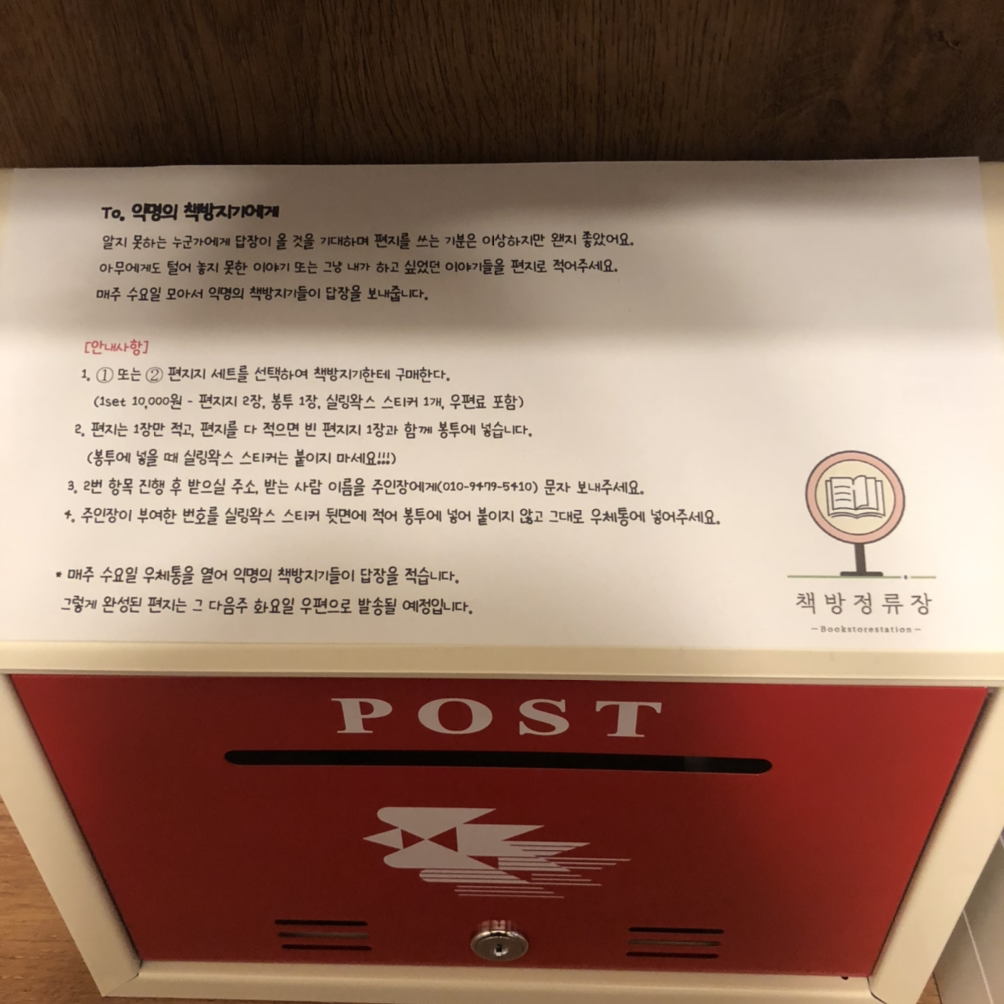 To. 익명의 책방지기에게
알지 못하는 누군가에게 답장이 올 것을 기대하며 편지를 쓰는 기분은 이상하지만 왠지 좋았어요.
아무에게도 털어 놓지 못한 이야기 또는 그냥 내가 하고 싶었던 이야기들을 편지로 적어주세요.
매주 수요일 모아서 익명의 책방지기들이 답장을 보내줍니다.
[안내사항]
1. ① 또는 ② 편지지 세트를 선택하여 책방지기한테 구매한다.
(1set 10,000원 - 편지지 2장, 봉투 1장, 실링왁스 스티커 1개, 우편료 포함)
2. 편지는 1장만 적고, 편지를 다 적으면 빈 편지지 1장과 함께 봉투에 넣습니다.
(봉투에 넣을 때 실링왁스 스티커는 붙이지 마세요!!!)
3. 2번 항목 진행 후 받으실 주소, 받는 사람 이름을 주인장에게(010-9479-5410) 문자 보내주세요.
4. 주인장이 부여한 번호를 실링왁스 스티커 뒷면에 적어 봉투에 넣어 붙이지 않고 그대로 우체통에 넣어주세요.
* 매주 수요일 우체통을 열어 익명의 책방지기들이 답장을 적습니다.
그렇게 완성된 편지는 그 다음주 화요일 우편으로 발송될 예정입니다.
책방정류장
-Bookstorestation-
POST